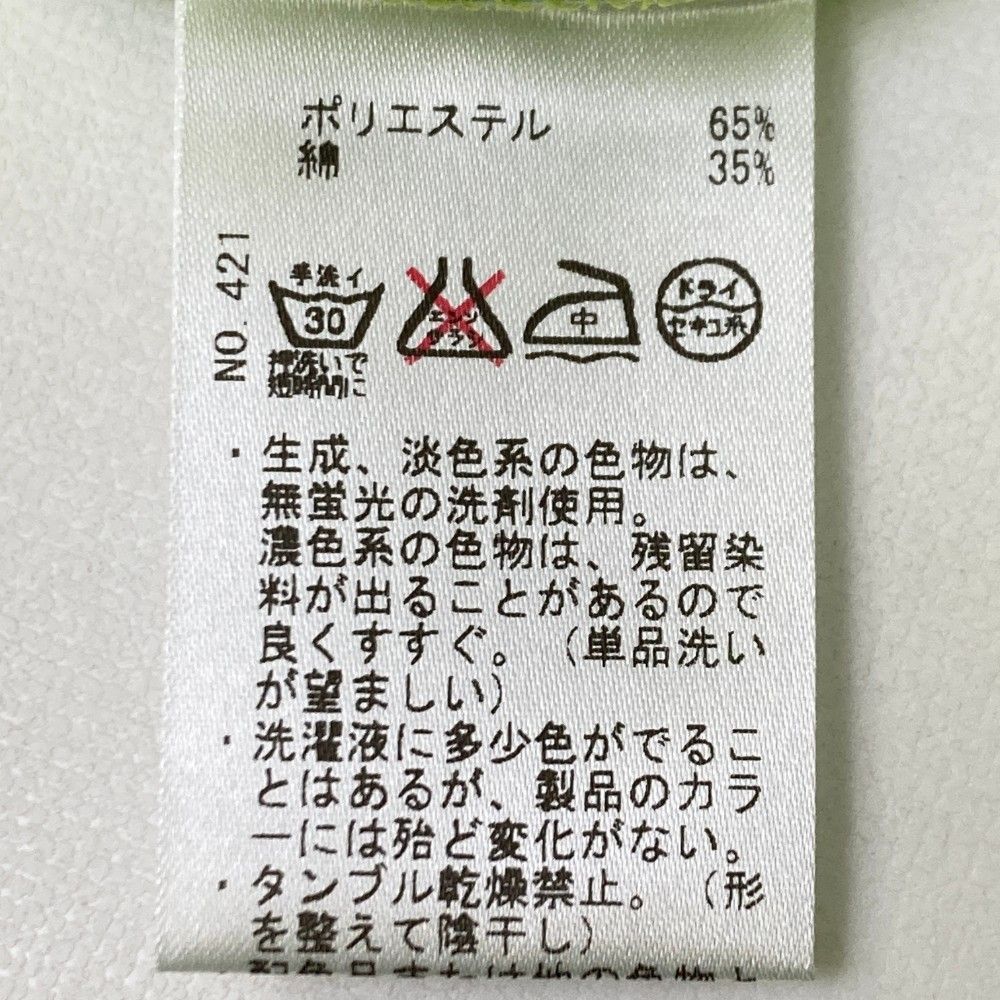 ポリエステル 65%
綿 35%
NO. 421
手洗イ
30
押洗いで
短時間に
エンソ
サラシ
中
ドライ
セキユ系
・生成、淡色系の色物は、
無蛍光の洗剤使用。
濃色系の色物は、残留染
料が出ることがあるので
良くすすぐ。（単品洗い
が望ましい）
・洗濯液に多少色がでるこ
とはあるが、製品のカラ
ーには殆ど変化がない。
・タンブル乾燥禁止。（形
を整えて陰干し）